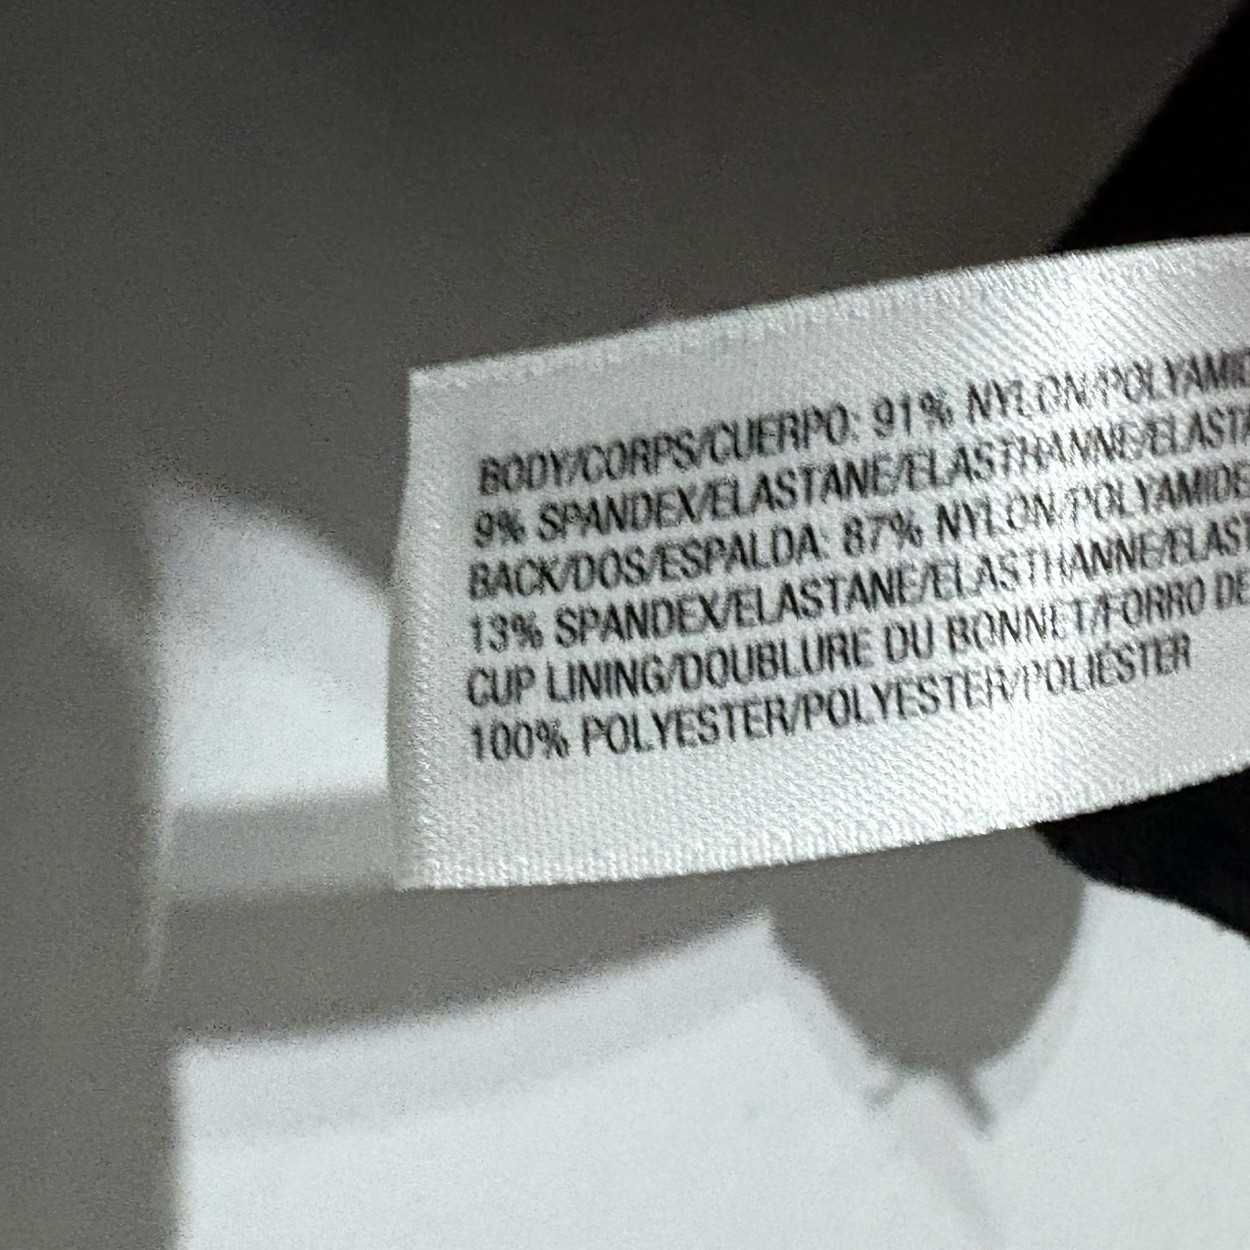 BODY/CORPS/CUERPO: 91% NYLON/POLYAMID
9% SPANDEX/ELASTANE/ELASTHANNE/ELAST
BACK/DOS/ESPALDA: 87% NYLON/POLYAMIDE
13% SPANDEX/ELASTANE/ELASTHANNE/ELAST
CUP LINING/DOUBLURE DU BONNET/FORRO DE
100% POLYESTER/POLYESTER/POLIÉSTER